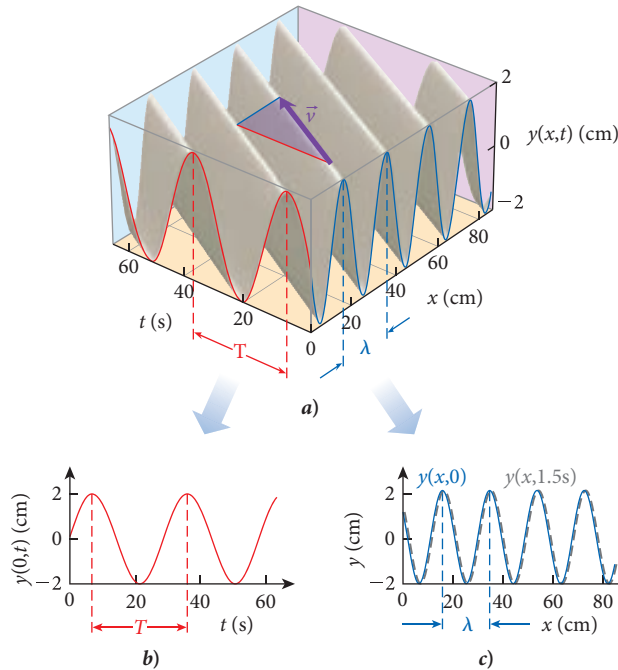 2
0
−2
y(x,t) (cm)
v
60
40
20
0
t (s)
20
40
60
80
x (cm)
T
λ
a)
y(0,t) (cm)
2
0
−2
0
20
40
60
T
t (s)
b)
y(x,0)
y(x,1.5s)
y (cm)
2
0
−2
0
20
40
60
80
λ
x (cm)
c)